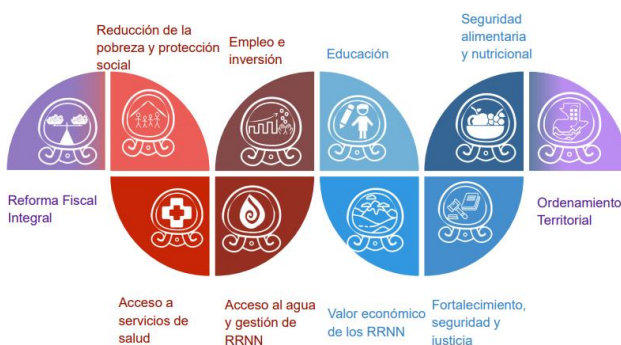 Reducción de la
pobreza y protección
social
Empleo e
inversión
Educación
Seguridad
alimentaria
y nutricional
Reforma Fiscal
Integral
Ordenamiento
Territorial
Acceso a
servicios de
salud
Acceso al agua
y gestión de
RRNN
Valor económico
de los RRNN
Fortalecimiento,
seguridad y
justicia